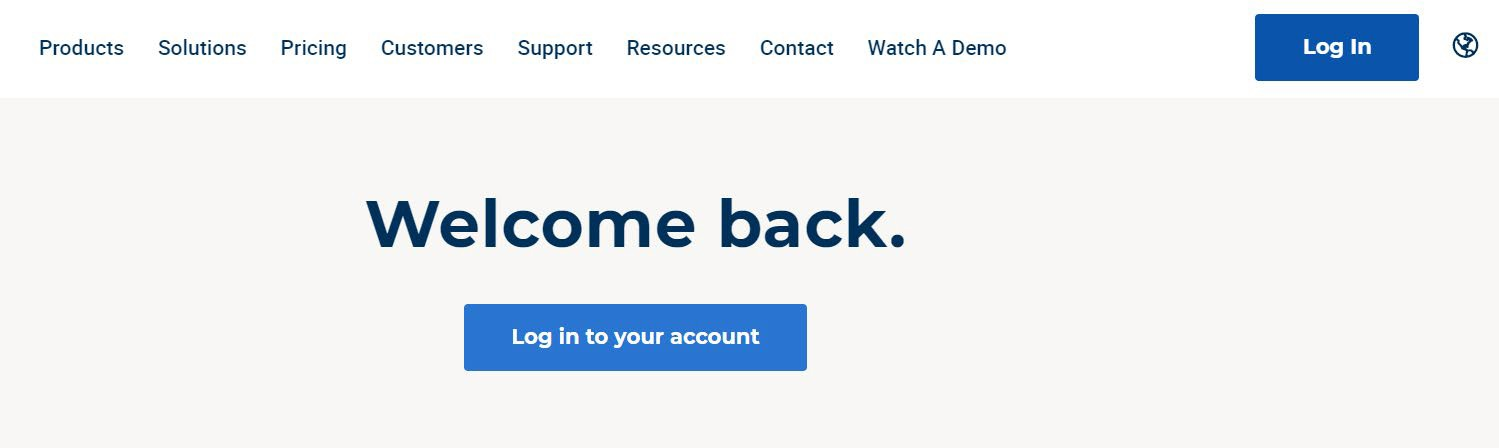 Products Solutions Pricing Customers Support Resources Contact Watch A Demo Log In
Welcome back.
Log in to your account